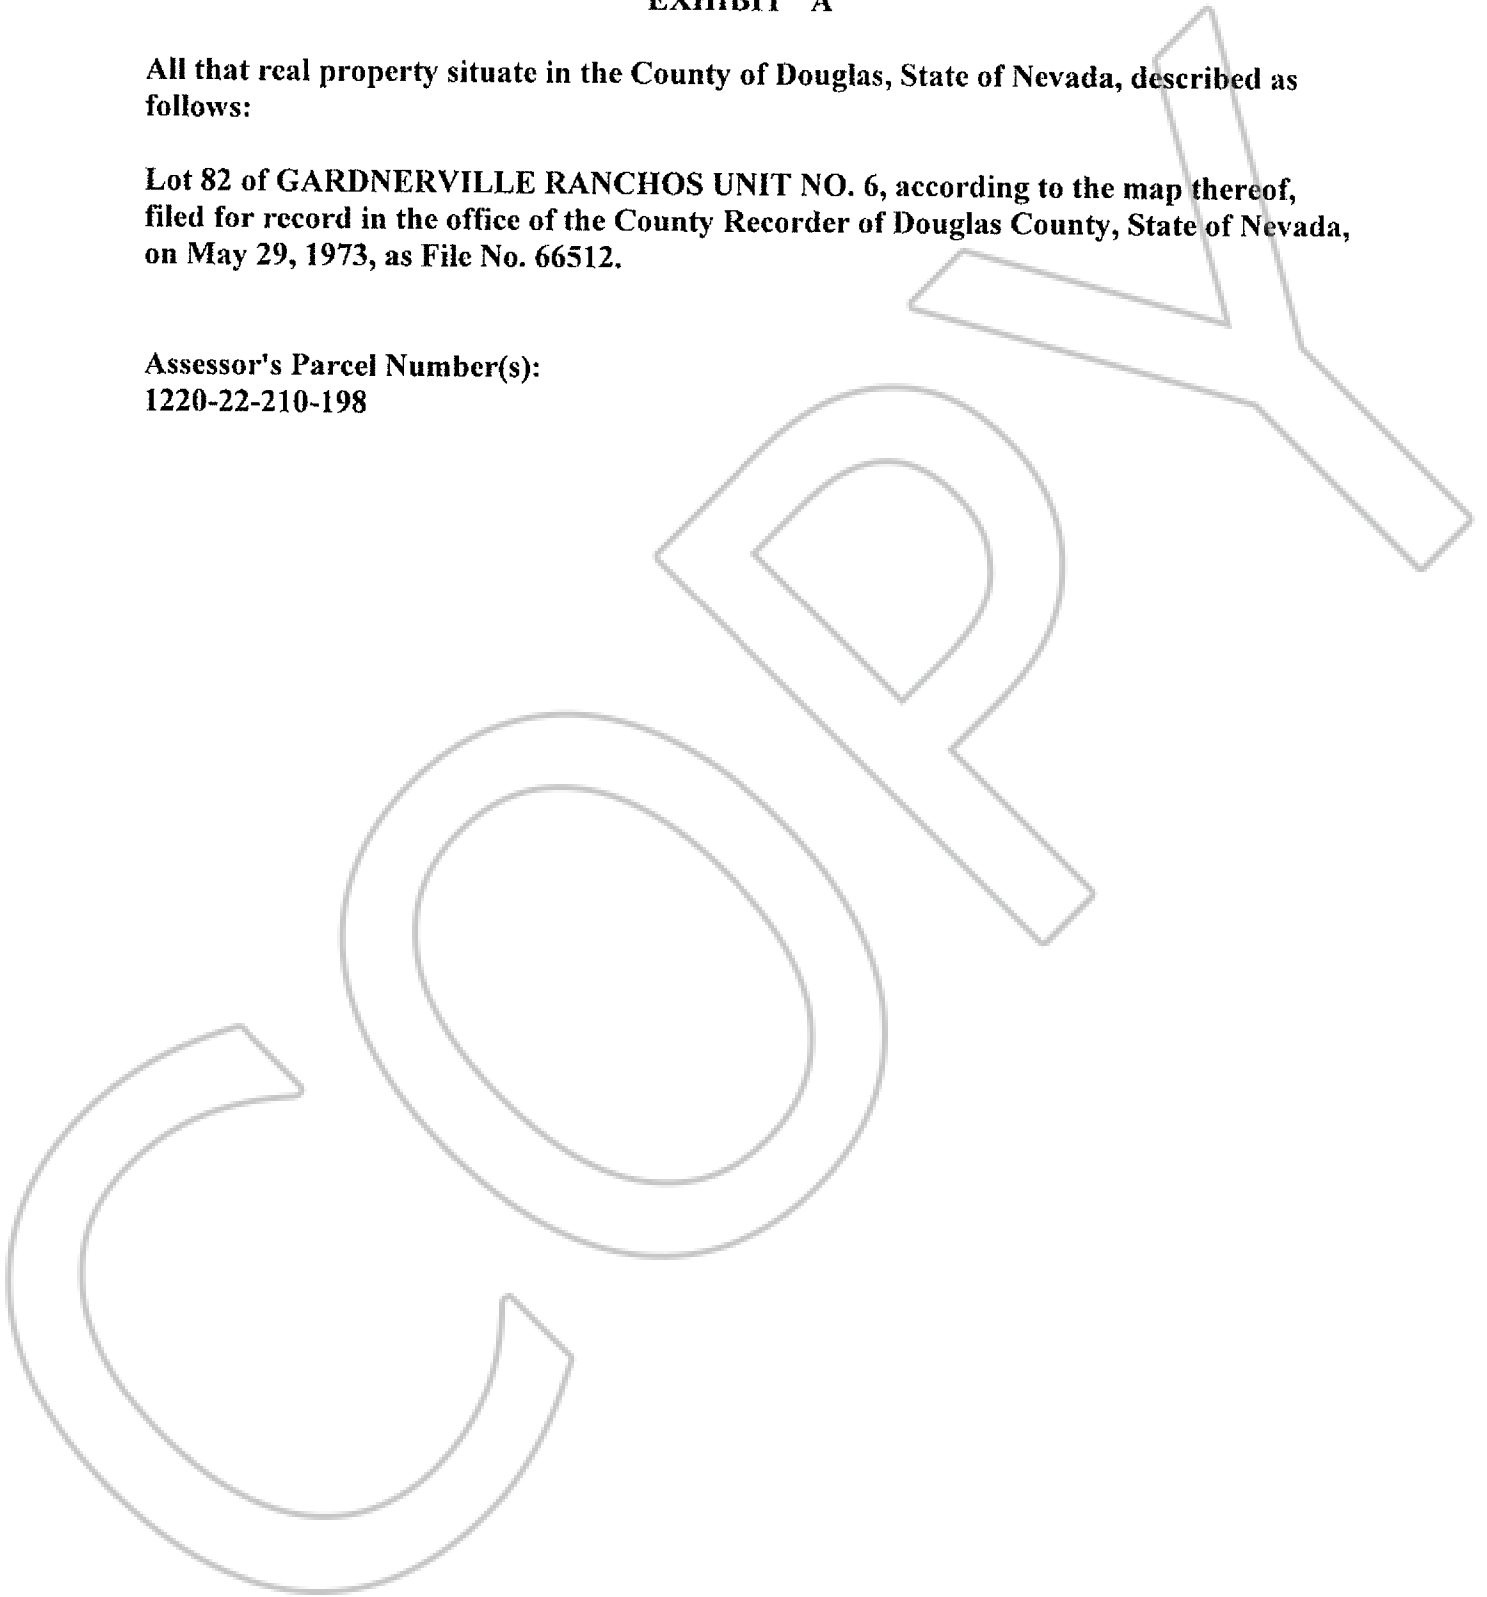 EXHIBIT "A"
All that real property situate in the County of Douglas, State of Nevada, described as
follows:
Lot 82 of GARDNERVILLE RANCHOS UNIT NO. 6, according to the map thereof,
filed for record in the office of the County Recorder of Douglas County, State of Nevada,
on May 29, 1973, as File No. 66512.
Assessor's Parcel Number(s):
1220-22-210-198
COPY